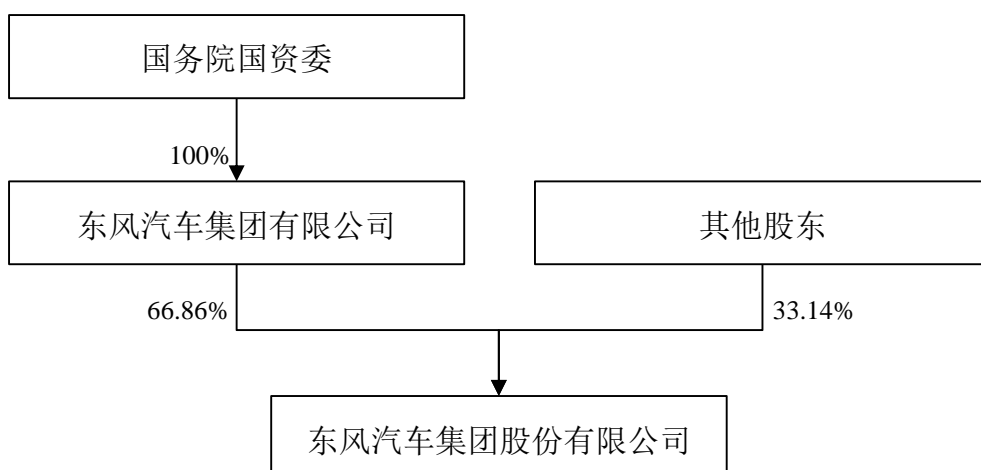 国务院国资委
100%
东风汽车集团有限公司
其他股东
66.86%
33.14%
东风汽车集团股份有限公司